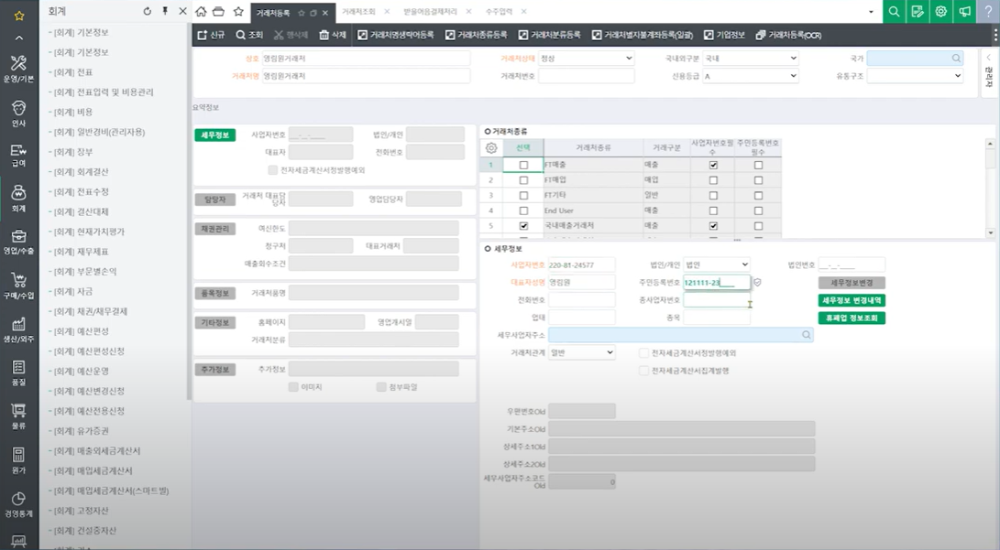 회계
거래처등록
거래처조회
받을어음결제처리
수주입력
운영/기본
인사
급여
회계
영업/수출
구매/수입
생산/외주
품질
물류
원가
경영통계
[회계] 기본정보
[회계] 기본정보
[회계] 전표
[회계] 전표입력 및 비용관리
[회계] 비용
[회계] 일반경비(관리자용)
[회계] 장부
[회계] 회계결산
[회계] 전표수정
[회계] 결산대체
[회계] 현재가치평가
[회계] 재무제표
[회계] 부문별손익
[회계] 자금
[회계] 채권/채무결제
[회계] 예산편성
[회계] 예산편성신청
[회계] 예산운영
[회계] 예산변경신청
[회계] 예산전용신청
[회계] 유가증권
[회계] 매출외세금계산서
[회계] 매입세금계산서
[회계] 매입세금계산서(스마트빌)
[회계] 고정자산
[회계] 건설중자산
신규 조회 행삭제 삭제 거래처명생략어등록 거래처종류등록 거래처분류등록 거래처별지불계좌등록(일괄) 기업정보 거래처등록(OCR)
상호 영림원거래처 거래처상태 정상 국내외구분 국내 국가
거래처명 영림원거래처 거래처번호 신용등급 A 유통구조
관리자
요약정보
세무정보 사업자번호 __-__-____ 법인/개인
대표자 전화번호
전자세금계산서정발행예외
담당자 거래처 대표담당자 영업담당자
채권관리 여신한도
청구처 대표거래처
매출회수조건
품목정보 거래처품명
기타정보 홈페이지 영업개시일
거래처분류
추가정보 추가정보
이미지 첨부파일
거래처종류
선택 거래처종류 거래구분 사업자번호필수 주민등록번호필수
1 FT매출 매출
2 FT매입 매입
3 FT기타 일반
4 End User 매출
5 국내매출거래처 매출
세무정보
사업자번호 220-81-24577 법인/개인 법인 법인번호 __-_-____
대표자성명 영림원 주민등록번호 121111-23____ 세무정보변경
전화번호 종사업자번호 세무정보 변경내역
업태 종목 휴폐업 정보조회
세무사업자주소
거래처관계 일반 전자세금계산서정발행예외
전자세금계산서집계발행
우편번호Old
기본주소Old
상세주소1Old
상세주소2Old
세무사업자주소코드Old 0